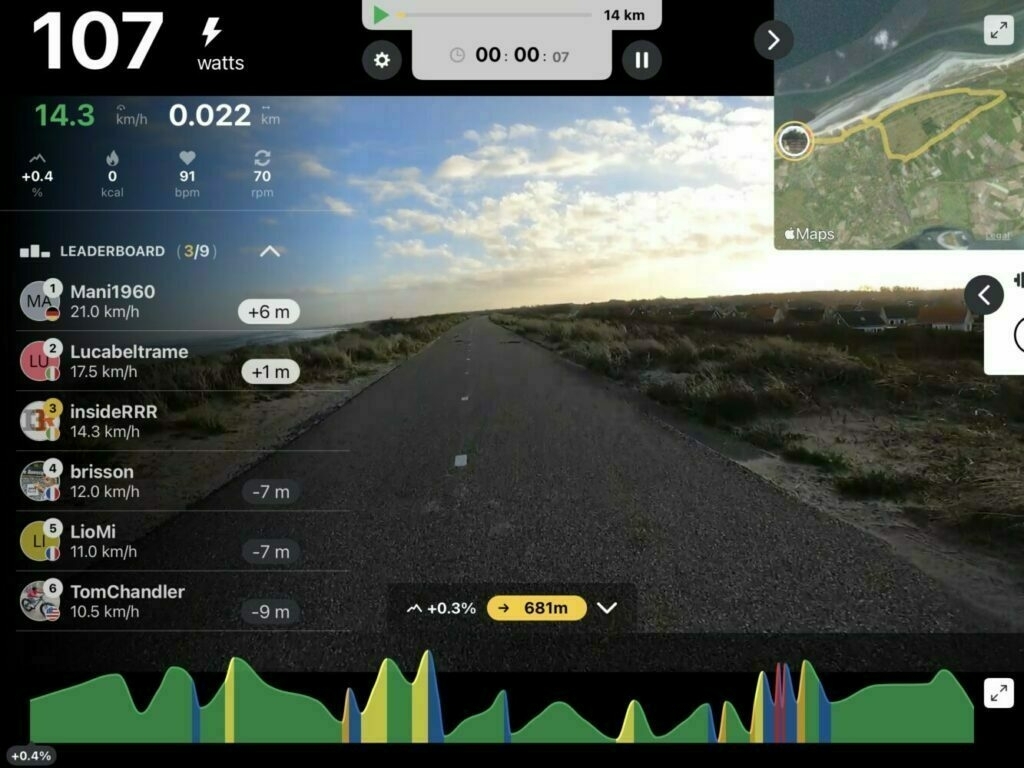 107 watts
14 km
00: 00: 07
14.3 km/h 0.022 km
+0.4 0 91 70
% kcal bpm rpm
LEADERBOARD (3/9)
MA 1 Mani1960
21.0 km/h +6 m
LU 2 Lucabeltrame
17.5 km/h +1 m
3 insideRRR
14.3 km/h
4 brisson
12.0 km/h -7 m
LI 5 LioMi
11.0 km/h -7 m
6 TomChandler
10.5 km/h -9 m
Maps
Legal
+0.3% → 681m
+0.4%